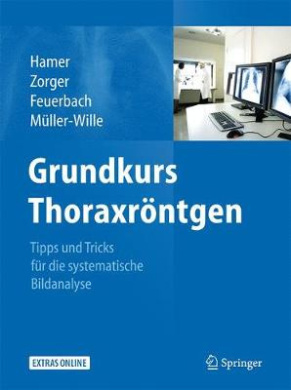 Hamer
Zorger
Feuerbach
Müller-Wille
Grundkurs
Thoraxröntgen
Tipps und Tricks
für die systematische
Bildanalyse
EXTRAS ONLINE
Springer